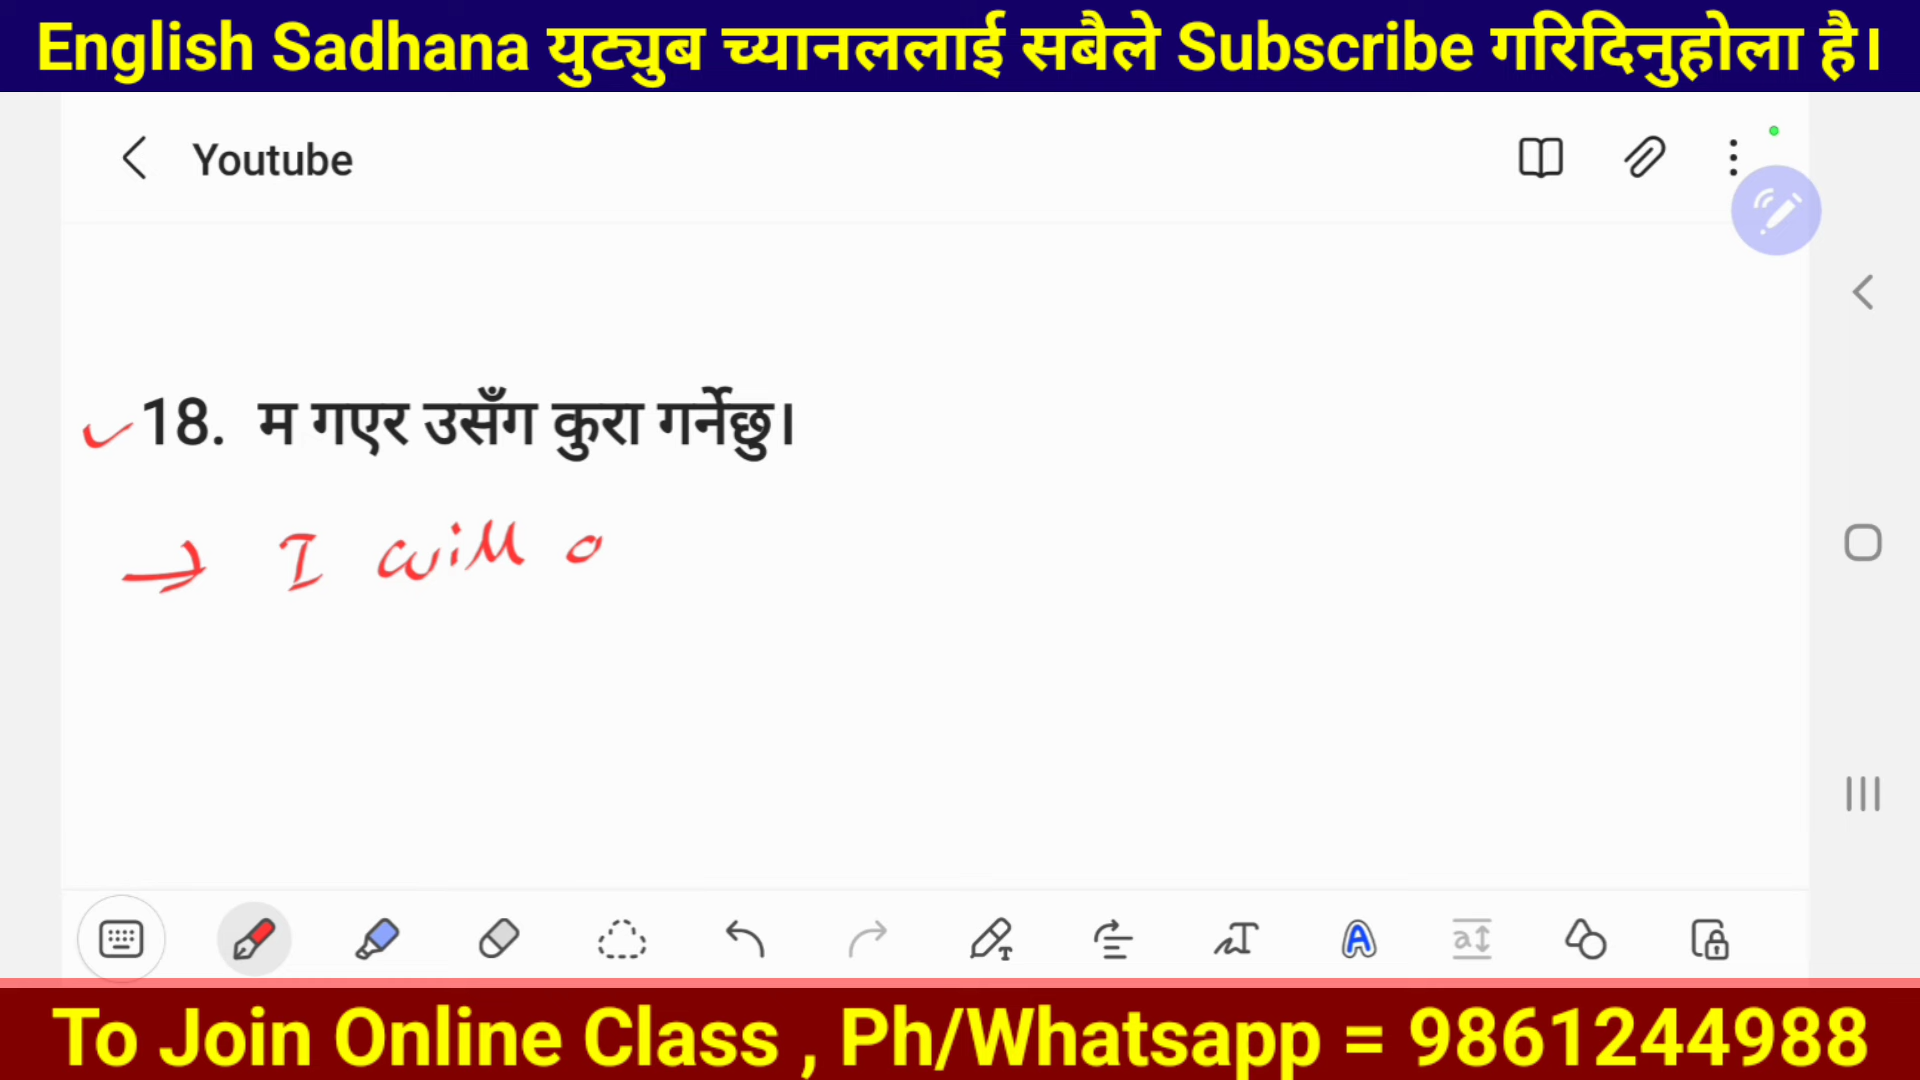 English Sadhana युट्युब च्यानललाई सबैले Subscribe गरिदिनुहोला है।
Youtube
18. म गएर उसँग कुरा गर्नेछु।
→ I will
To Join Online Class , Ph/Whatsapp = 9861244988